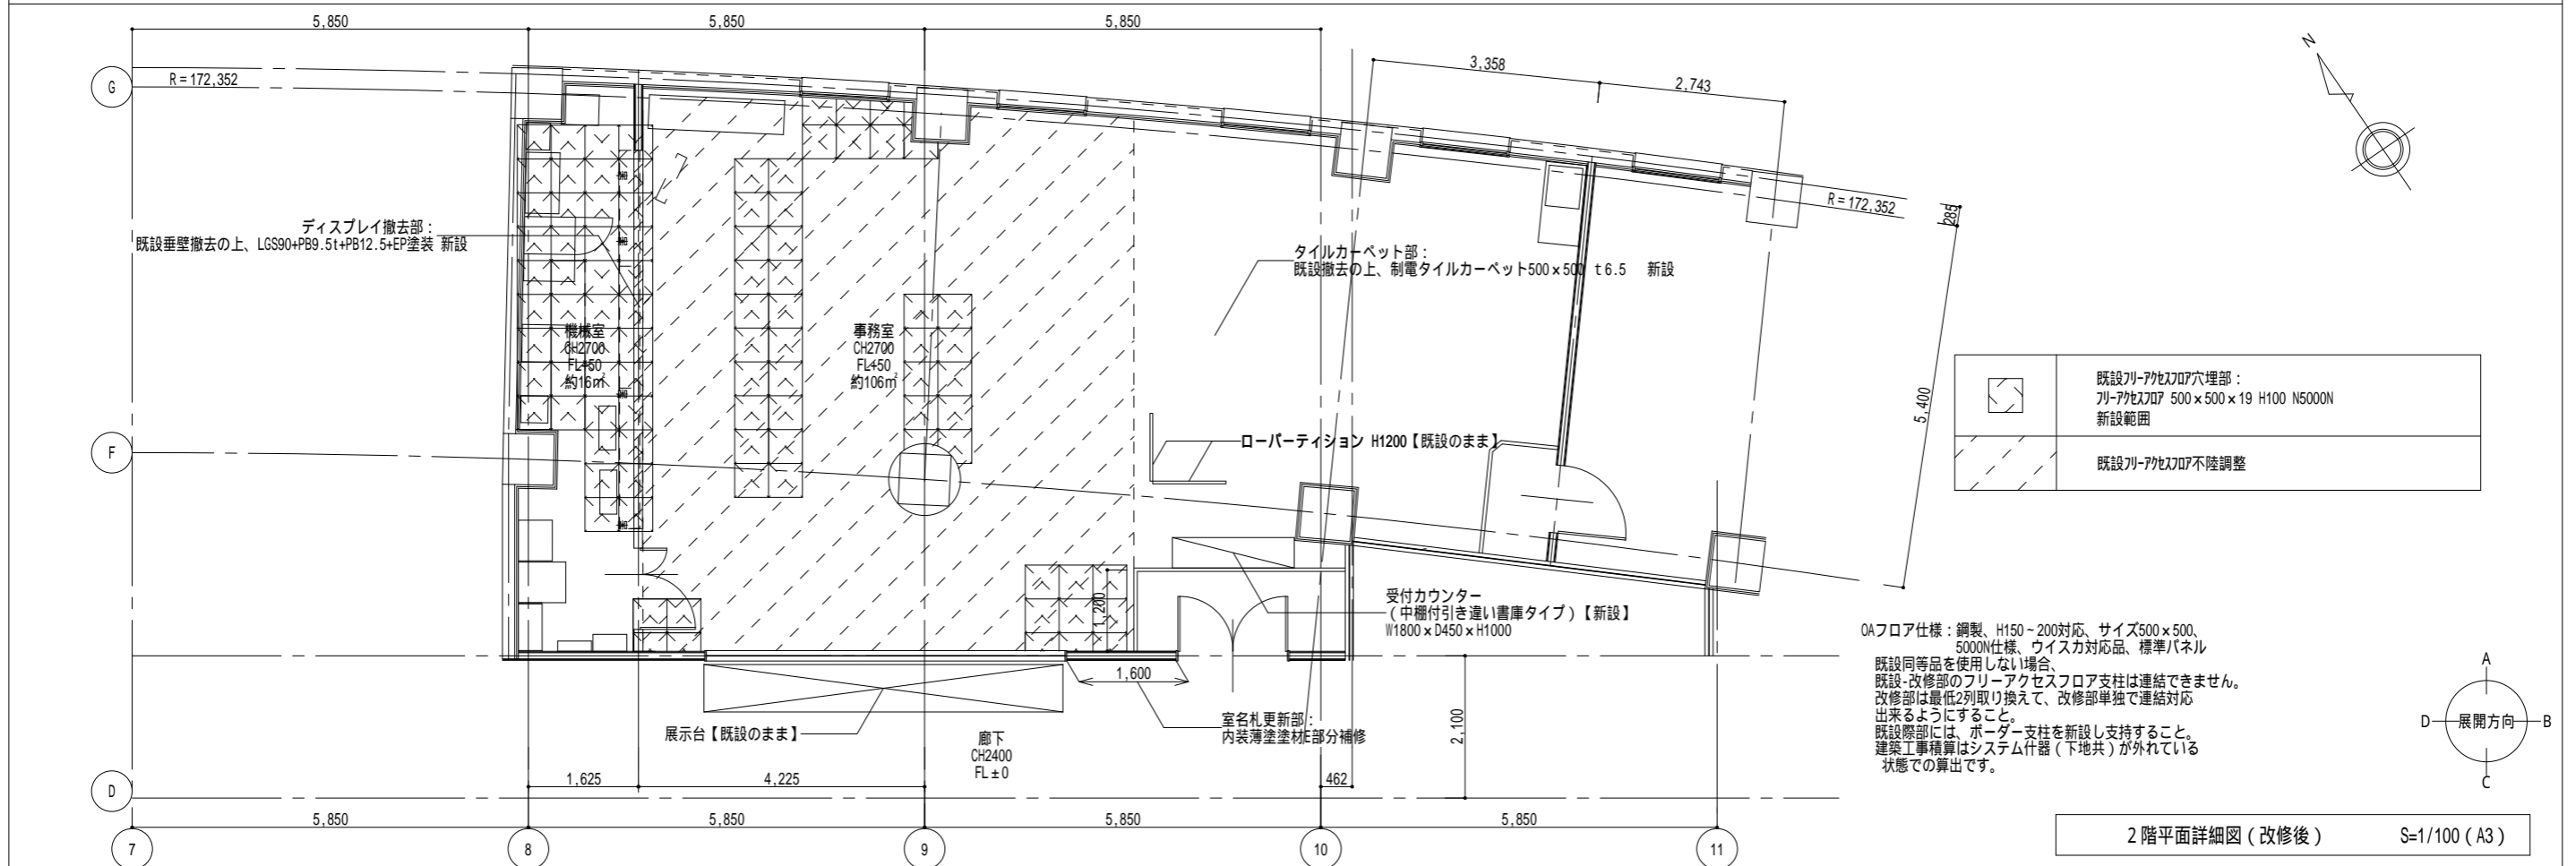 5,850
5,850
5,850
G
R=172,352
3,358
2,743
N
R=172,352
285
ディスプレイ撤去部：
既設垂壁撤去の上、LGS90+PB9.5t+PB12.5+EP塗装 新設
タイルカーペット部：
既設撤去の上、制電タイルカーペット500×500 t6.5 新設
機械室
CH2700
FL+50
約16㎡
事務室
CH2700
FL+50
約106㎡
既設フリーアクセスフロア穴埋部：
フリーアクセスフロア 500×500×19 H100 N5000N
新設範囲
既設フリーアクセスフロア不陸調整
5,400
F
ローパーティション H1200【既設のまま】
1,200
受付カウンター
（中棚付引き違い書庫タイプ）【新設】
W1800×D450×H1000
OAフロア仕様：鋼製、H150～200対応、サイズ500×500、
5000N仕様、ウイスカ対応品、標準パネル
既設同等品を使用しない場合、
既設-改修部のフリーアクセスフロア支柱は連結できません。
改修部は最低2列取り換えて、改修部単独で連結対応
出来るようにすること。
既設際部には、ボーダー支柱を新設し支持すること。
建築工事積算はシステム什器（下地共）が外れている
状態での算出です。
1,600
展示台【既設のまま】
室名札更新部：
内装薄塗塗材E部分補修
廊下
CH2400
FL±0
2,100
A
D
展開方向
B
C
1,625
4,225
462
D
5,850
5,850
5,850
5,850
7
8
9
10
11
2階平面詳細図（改修後）
S=1/100（A3）